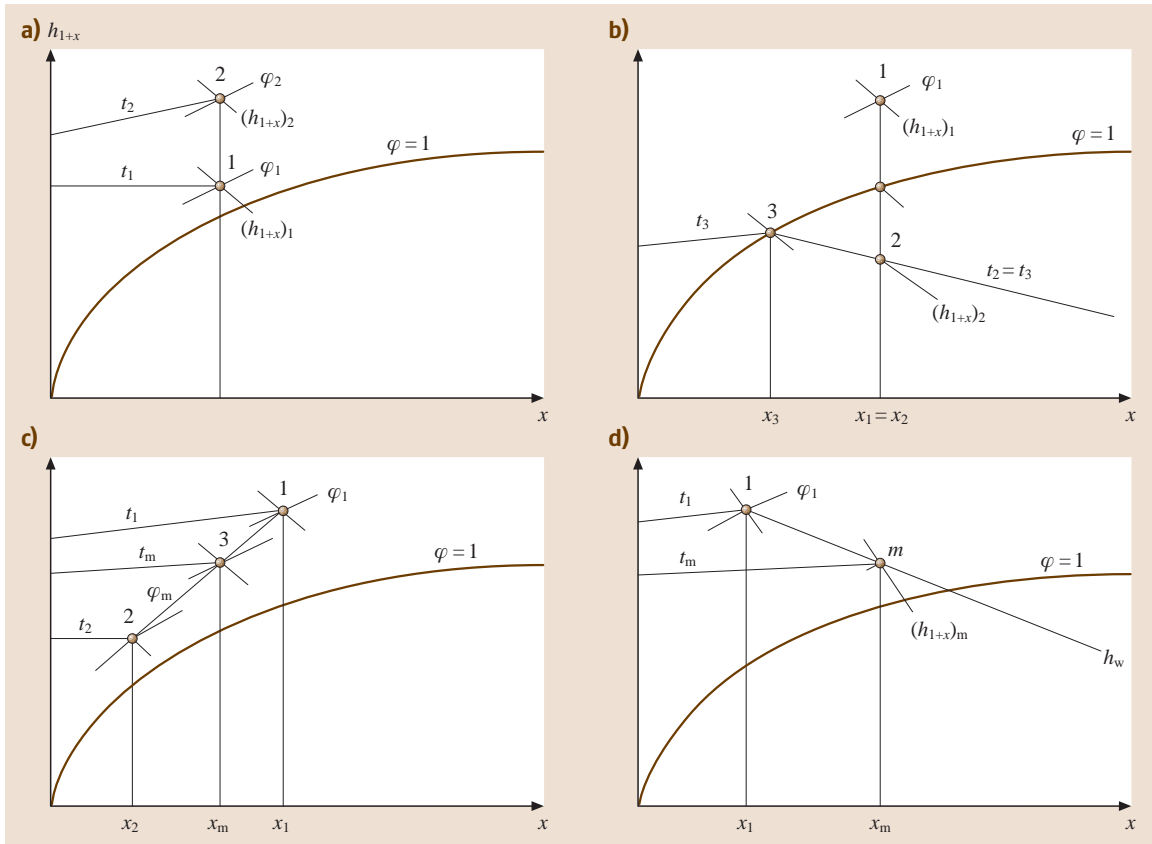 a) h1+x
2
φ2
t2
(h1+x)2
φ = 1
1
φ1
t1
(h1+x)1
x
b)
1
φ1
(h1+x)1
φ = 1
3
t3
2
t2 = t3
(h1+x)2
x3
x1 = x2
x
c)
1
φ1
t1
3
tm
φ = 1
φm
2
t2
x2
xm
x1
x
d)
1
φ1
t1
m
tm
φ = 1
(h1+x)m
hw
x1
xm
x